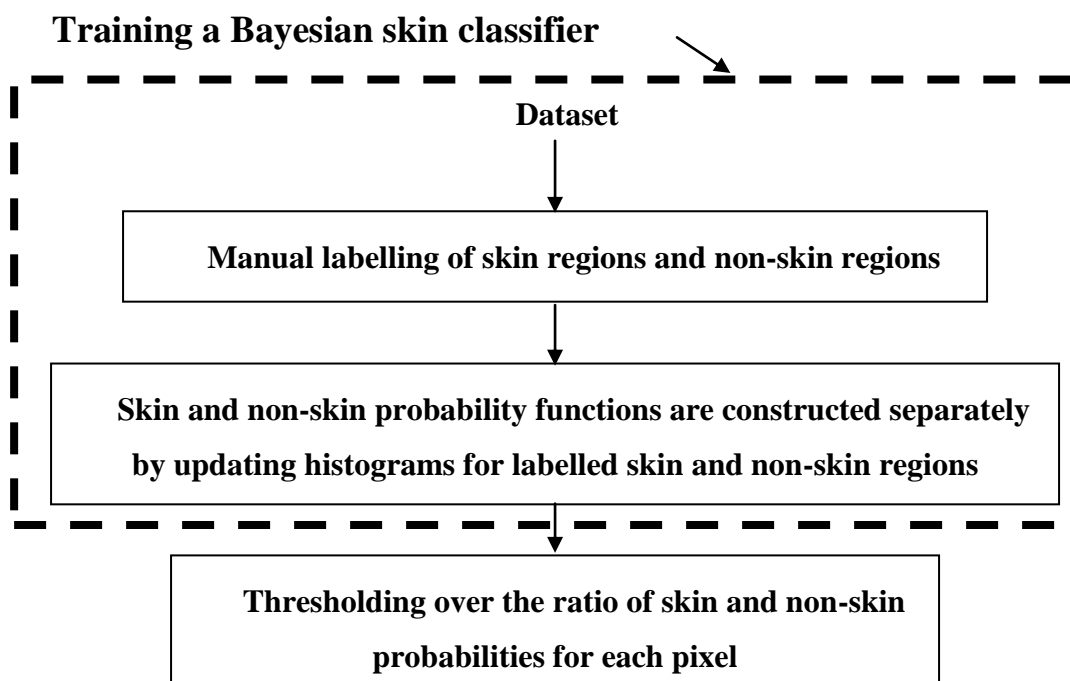 Training a Bayesian skin classifier
Dataset
Manual labelling of skin regions and non-skin regions
Skin and non-skin probability functions are constructed separately
by updating histograms for labelled skin and non-skin regions
Thresholding over the ratio of skin and non-skin
probabilities for each pixel